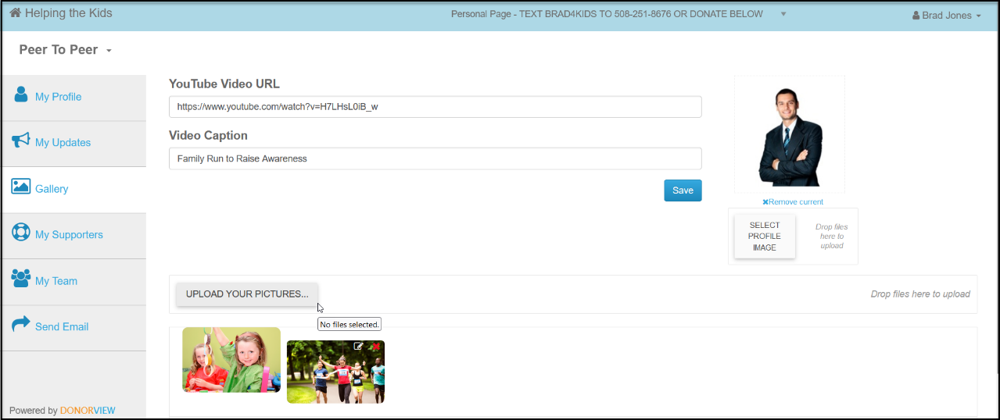 Helping the Kids
Personal Page - TEXT BRAD4KIDS TO 508-251-8676 OR DONATE BELOW
Brad Jones
Peer To Peer
My Profile
My Updates
Gallery
My Supporters
My Team
Send Email
Powered by DONORVIEW
YouTube Video URL
https://www.youtube.com/watch?v=H7LHsL0iB_w
Video Caption
Family Run to Raise Awareness
Save
Remove current
SELECT
PROFILE
IMAGE
Drop files
here to
upload
UPLOAD YOUR PICTURES...
Drop files here to upload
No files selected.